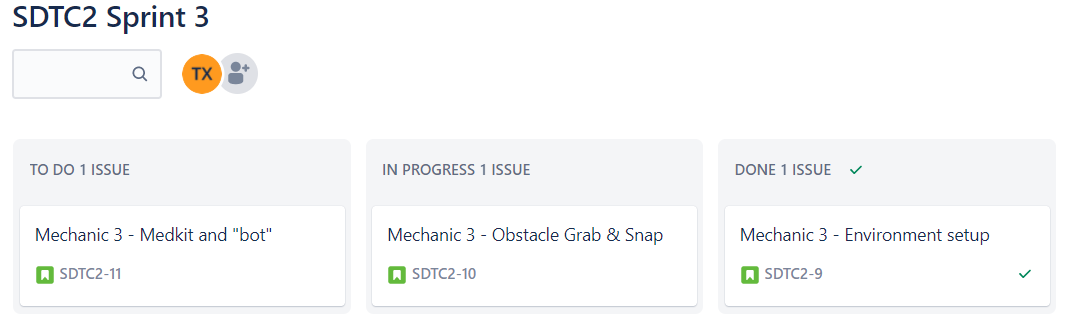 SDTC2 Sprint 3
TX
TO DO 1 ISSUE
Mechanic 3 - Medkit and "bot"
SDTC2-11
IN PROGRESS 1 ISSUE
Mechanic 3 - Obstacle Grab & Snap
SDTC2-10
DONE 1 ISSUE
Mechanic 3 - Environment setup
SDTC2-9